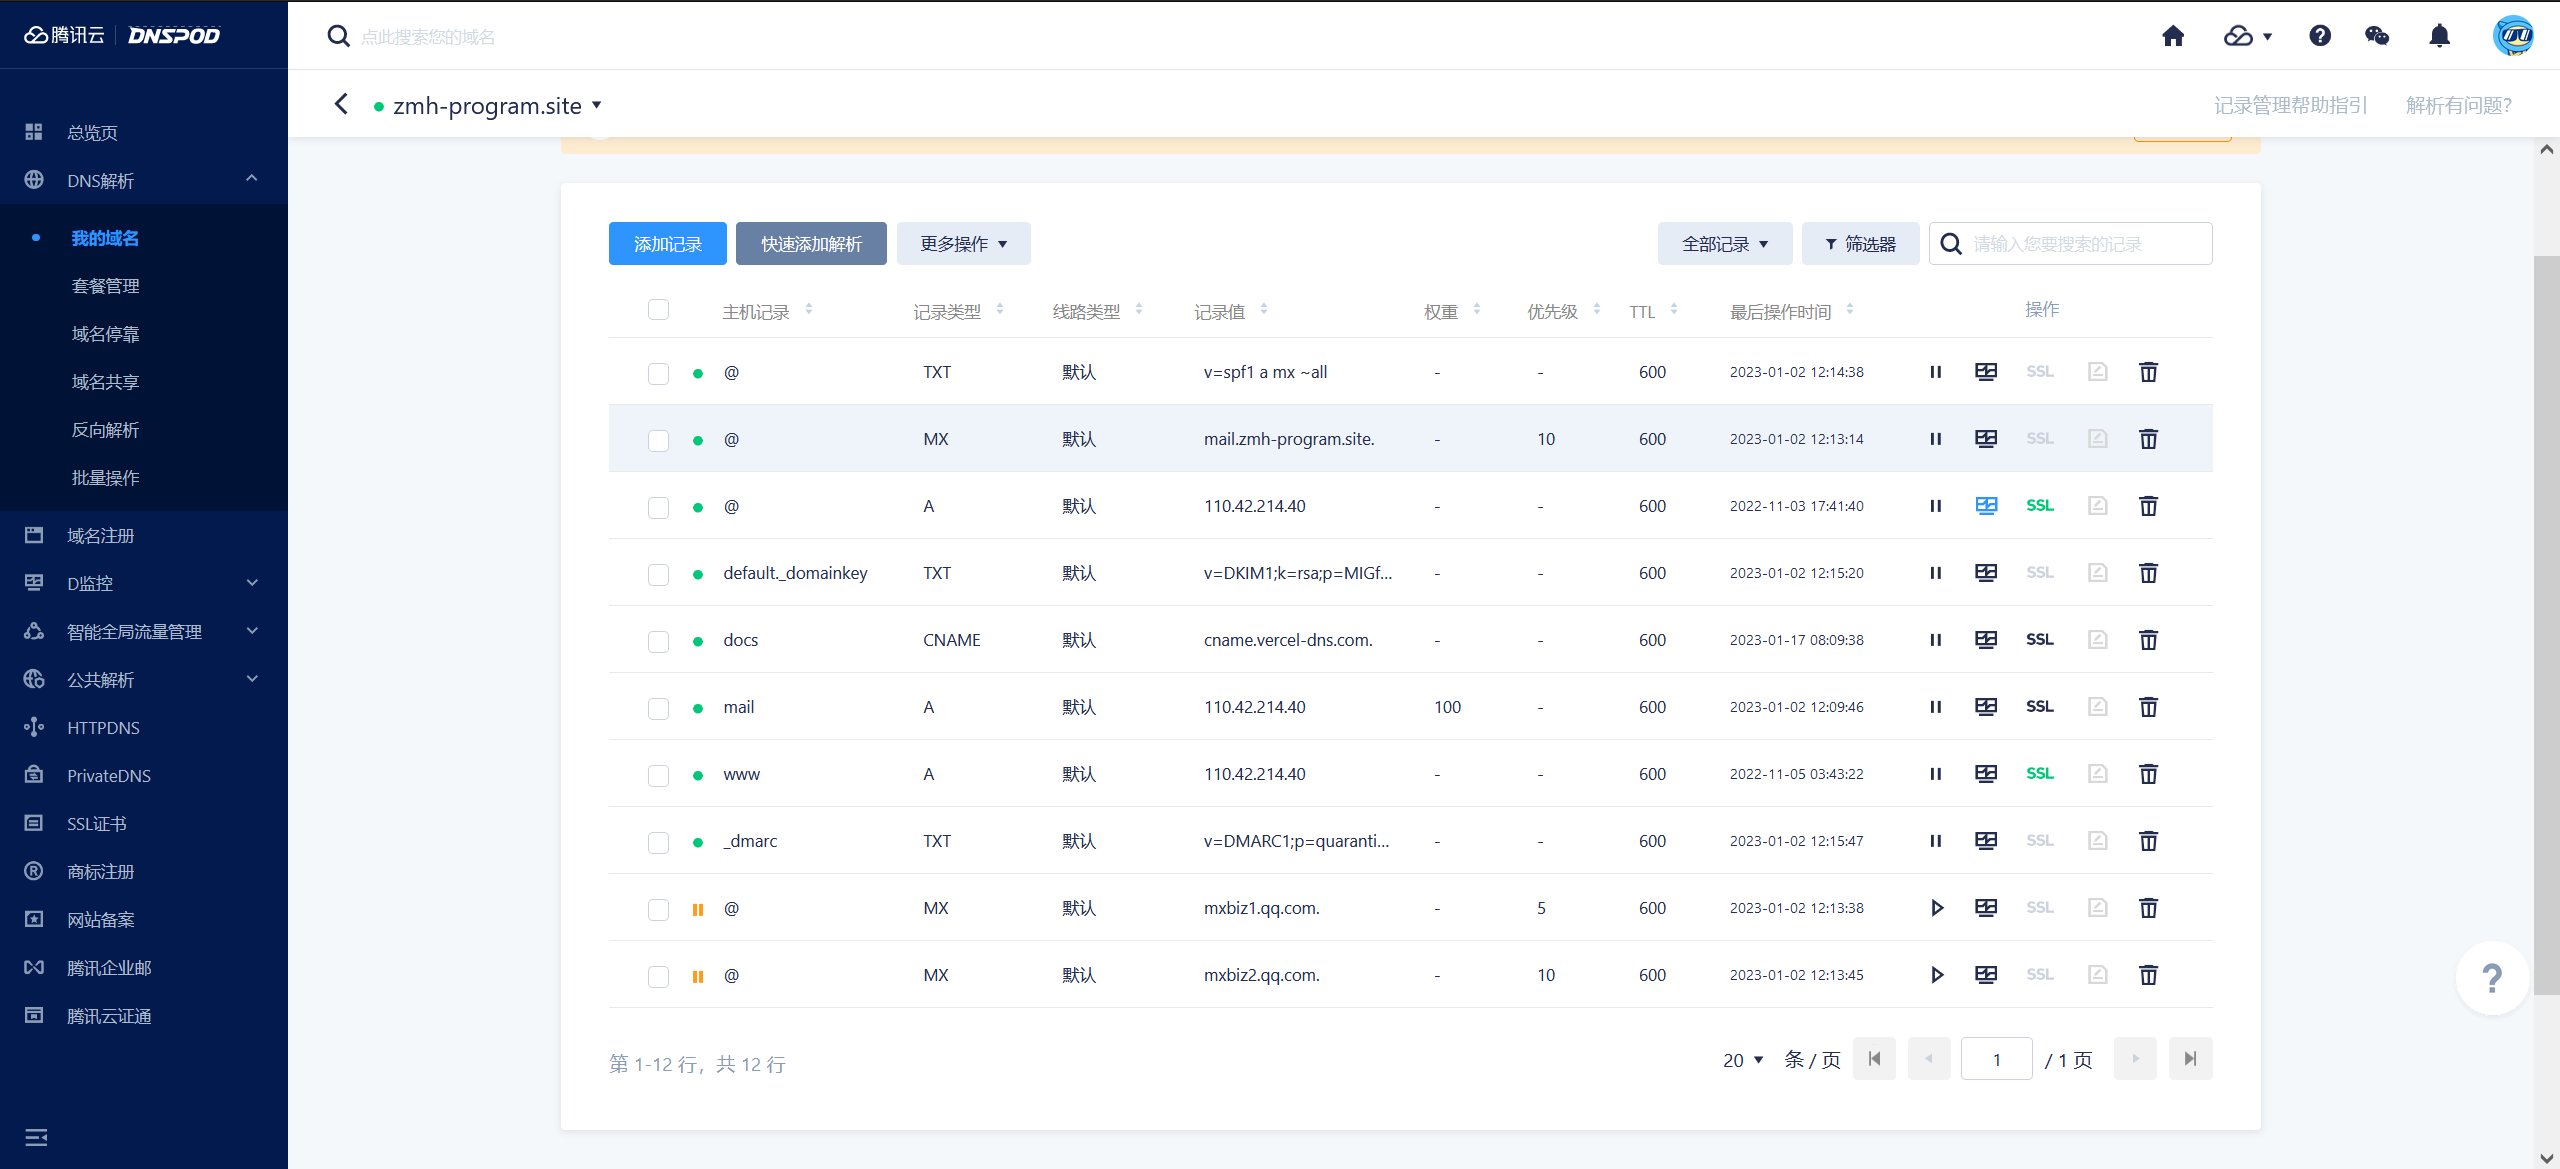 腾讯云 DNSPOD
点此搜索您的域名
zmh-program.site
记录管理帮助指引 解析有问题?
总览页
DNS解析
我的域名
套餐管理
域名停靠
域名共享
反向解析
批量操作
域名注册
D监控
智能全局流量管理
公共解析
HTTPDNS
PrivateDNS
SSL证书
商标注册
网站备案
腾讯企业邮
腾讯云证通
添加记录 快速添加解析 更多操作 全部记录 筛选器 请输入您要搜索的记录
主机记录 记录类型 线路类型 记录值 权重 优先级 TTL 最后操作时间 操作
@ TXT 默认 v=spf1 a mx ~all - - 600 2023-01-02 12:14:38 SSL
@ MX 默认 mail.zmh-program.site. - 10 600 2023-01-02 12:13:14 SSL
@ A 默认 110.42.214.40 - - 600 2022-11-03 17:41:40 SSL
default._domainkey TXT 默认 v=DKIM1;k=rsa;p=MIGf... - - 600 2023-01-02 12:15:20 SSL
docs CNAME 默认 cname.vercel-dns.com. - - 600 2023-01-17 08:09:38 SSL
mail A 默认 110.42.214.40 100 - 600 2023-01-02 12:09:46 SSL
www A 默认 110.42.214.40 - - 600 2022-11-05 03:43:22 SSL
_dmarc TXT 默认 v=DMARC1;p=quaranti... - - 600 2023-01-02 12:15:47 SSL
@ MX 默认 mxbiz1.qq.com. - 5 600 2023-01-02 12:13:38 SSL
@ MX 默认 mxbiz2.qq.com. - 10 600 2023-01-02 12:13:45 SSL
第 1-12 行，共 12 行 20 条 / 页 1 / 1 页
?